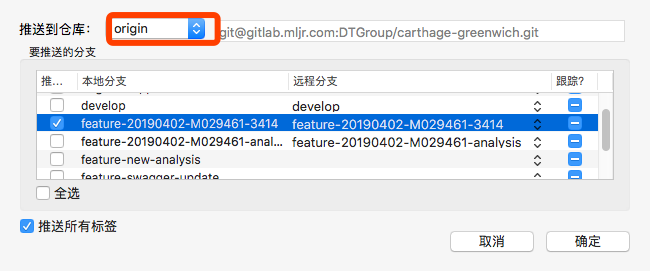 推送到仓库： origin git@gitlab.mljr.com:DTGroup/carthage-greenwich.git
要推送的分支
推... 本地分支 远程分支 跟踪?
develop develop
feature-20190402-M029461-3414 feature-20190402-M029461-3414
feature-20190402-M029461-anal... feature-20190402-M029461-analysis
feature-new-analysis
feature-swagger-update
全选
推送所有标签
取消 确定